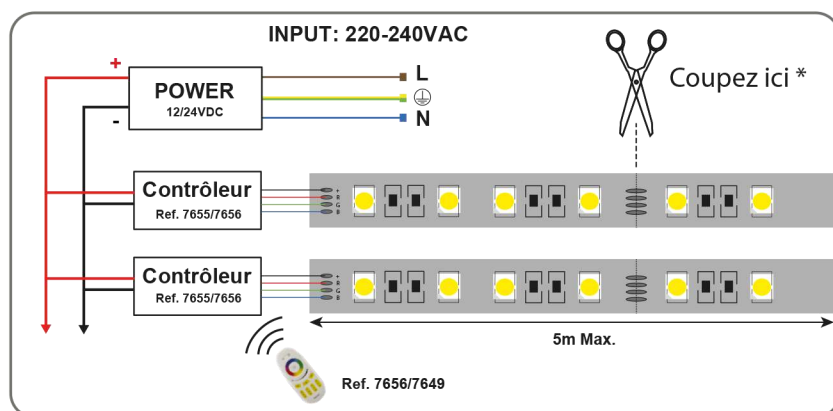 INPUT: 220-240VAC
+
POWER
12/24VDC
-
L
N
Coupez ici *
Contrôleur
Ref. 7655/7656
+
R
G
B
Contrôleur
Ref. 7655/7656
+
R
G
B
5m Max.
Ref. 7656/7649